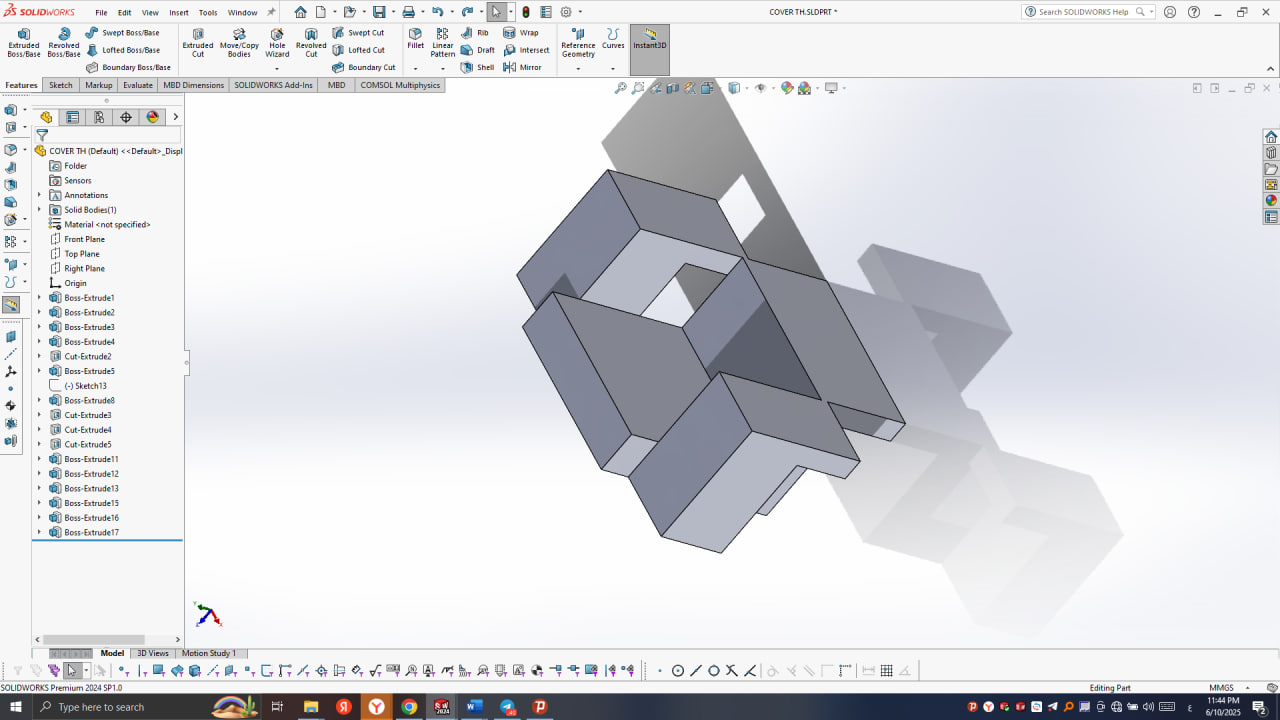 SOLIDWORKS File Edit View Insert Tools Window COVER TH.SLDPRT * Search SOLIDWORKS Help
Extruded Boss/Base Revolved Boss/Base Swept Boss/Base Lofted Boss/Base Boundary Boss/Base Extruded Cut Move/Copy Bodies Hole Wizard Revolved Cut Swept Cut Lofted Cut Boundary Cut Fillet Linear Pattern Rib Draft Shell Wrap Intersect Mirror Reference Geometry Curves Instant3D
Features Sketch Markup Evaluate MBD Dimensions SOLIDWORKS Add-Ins MBD COMSOL Multiphysics
COVER TH (Default) <<Default>_Displ
Folder
Sensors
Annotations
Solid Bodies(1)
Material <not specified>
Front Plane
Top Plane
Right Plane
Origin
Boss-Extrude1
Boss-Extrude2
Boss-Extrude3
Boss-Extrude4
Cut-Extrude2
Boss-Extrude5
(-) Sketch13
Boss-Extrude8
Cut-Extrude3
Cut-Extrude4
Cut-Extrude5
Boss-Extrude11
Boss-Extrude12
Boss-Extrude13
Boss-Extrude15
Boss-Extrude16
Boss-Extrude17
Model 3D Views Motion Study 1
SOLIDWORKS Premium 2024 SP1.0 Editing Part MMGS
Type here to search
11:44 PM
6/10/2025